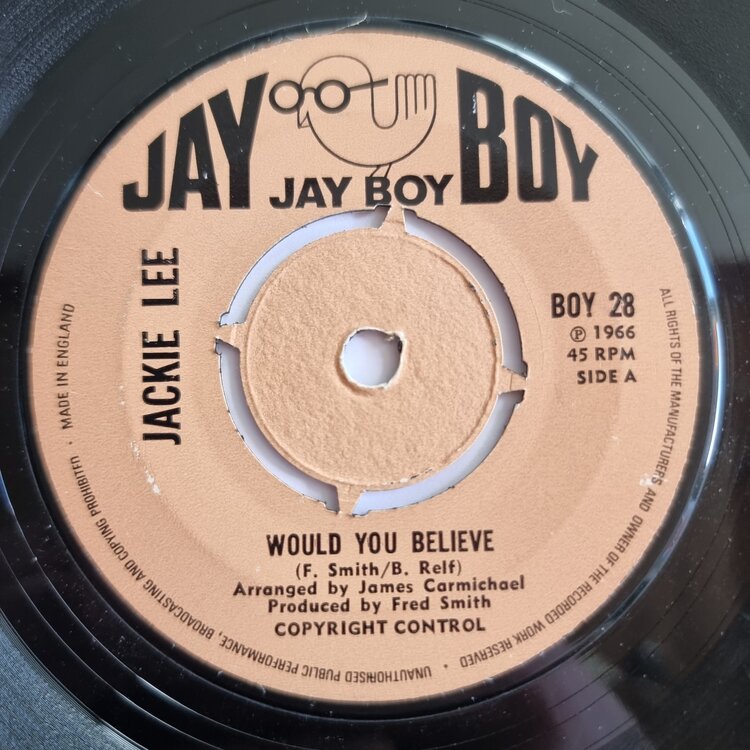 JAY BOY
JAY BOY
JACKIE LEE
BOY 28
℗ 1966
45 RPM
SIDE A
WOULD YOU BELIEVE
(F. Smith/B. Relf)
Arranged by James Carmichael
Produced by Fred Smith
COPYRIGHT CONTROL
ALL RIGHTS OF THE MANUFACTURERS AND OWNER OF THE RECORDED WORK RESERVED · UNAUTHORISED PUBLIC PERFORMANCE, BROADCASTING AND COPYING PROHIBITED · MADE IN ENGLAND